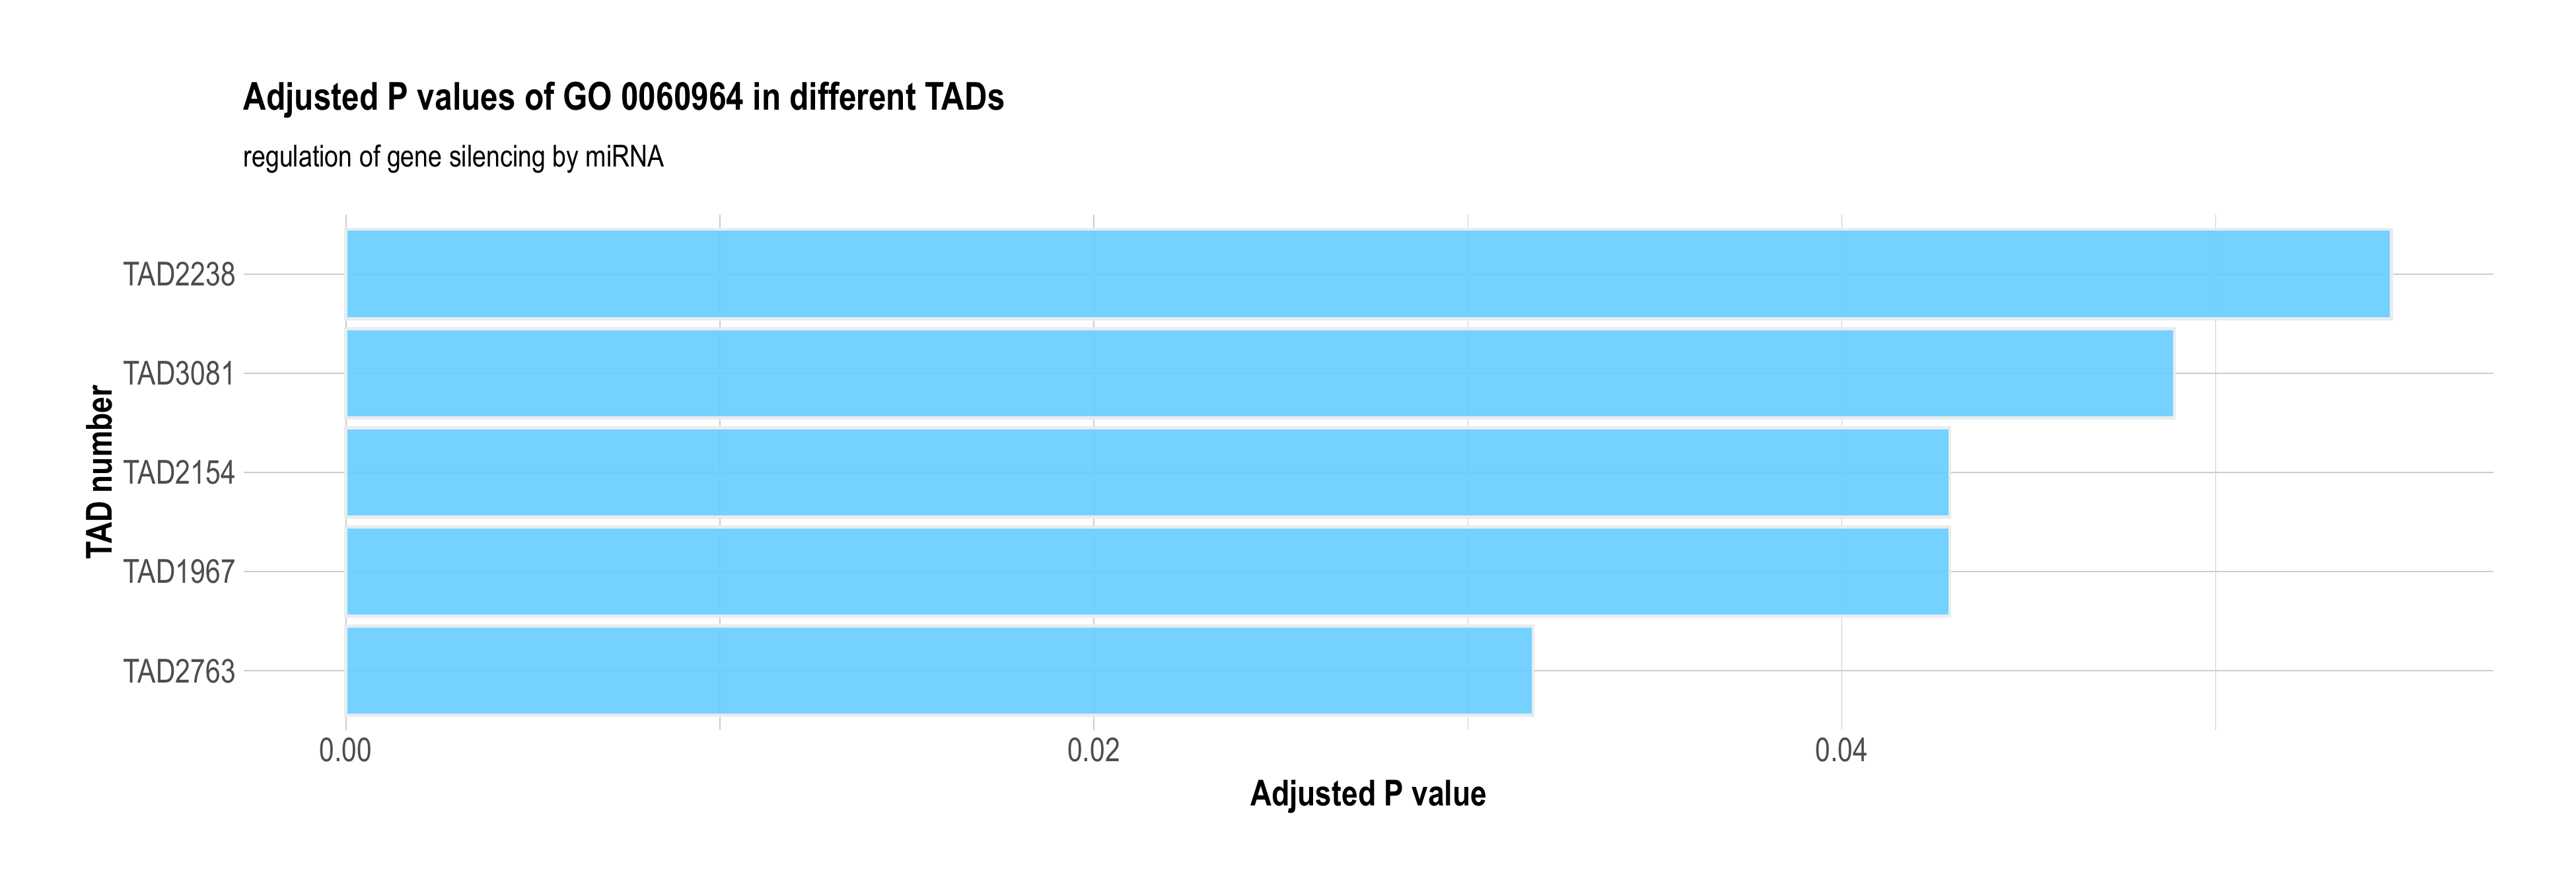 Adjusted P values of GO 0060964 in different TADs
regulation of gene silencing by miRNA
TAD number
TAD2238
TAD3081
TAD2154
TAD1967
TAD2763
0.00
0.02
0.04
Adjusted P value